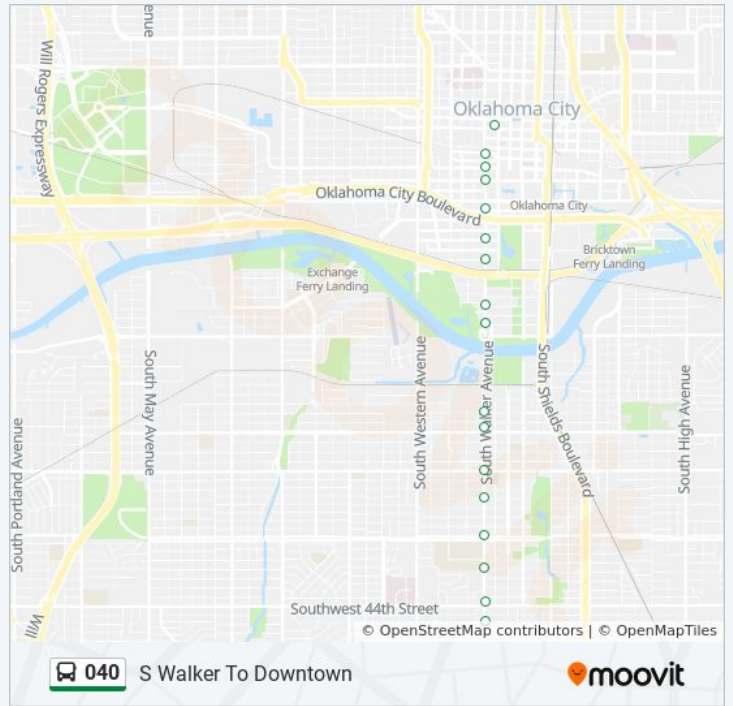 Avenue
Will Rogers Expressway
Oklahoma City
Oklahoma City Boulevard
Oklahoma City
Bricktown
Ferry Landing
Exchange
Ferry Landing
South May Avenue
South Western Avenue
South Walker Avenue
South Shields Boulevard
South High Avenue
South Portland Avenue
Southwest 44th Street
Will
© OpenStreetMap contributors | © OpenMapTiles
040 S Walker To Downtown
moovit